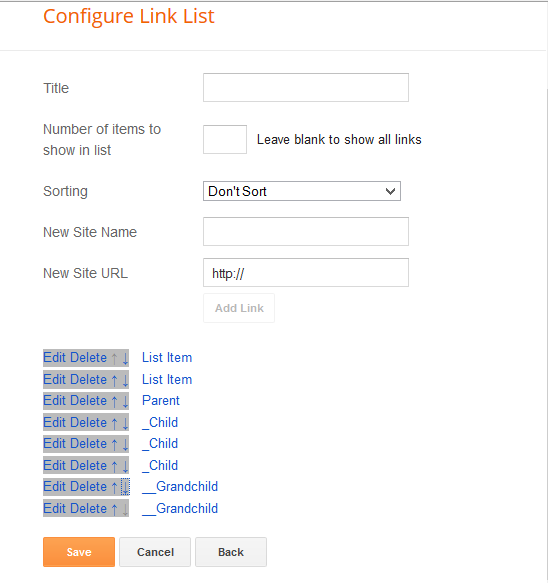 Configure Link List
Title
Number of items to
show in list
Leave blank to show all links
Sorting
Don't Sort
New Site Name
New Site URL
http://
Add Link
Edit Delete ↑ ↓ List Item
Edit Delete ↑ ↓ List Item
Edit Delete ↑ ↓ Parent
Edit Delete ↑ ↓ _Child
Edit Delete ↑ ↓ _Child
Edit Delete ↑ ↓ _Child
Edit Delete ↑ ↓ __Grandchild
Edit Delete ↑ ↓ __Grandchild
Save Cancel Back